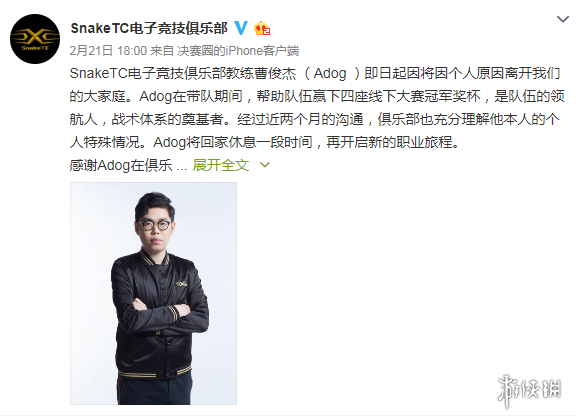 SnakeTC电子竞技俱乐部
2月21日 18:00 来自 决赛圈的iPhone客户端
SnakeTC电子竞技俱乐部教练曹俊杰（ Adog ）即日起因将因个人原因离开我们
的大家庭。Adog在带队期间，帮助队伍赢下四座线下大赛冠军奖杯，是队伍的领
航人，战术体系的奠基者。经过近两个月的沟通，俱乐部也充分理解他本人的个
人特殊情况。Adog将回家休息一段时间，再开启新的职业旅程。
感谢Adog在俱乐 ... 展开全文
SnakeTC
游侠网